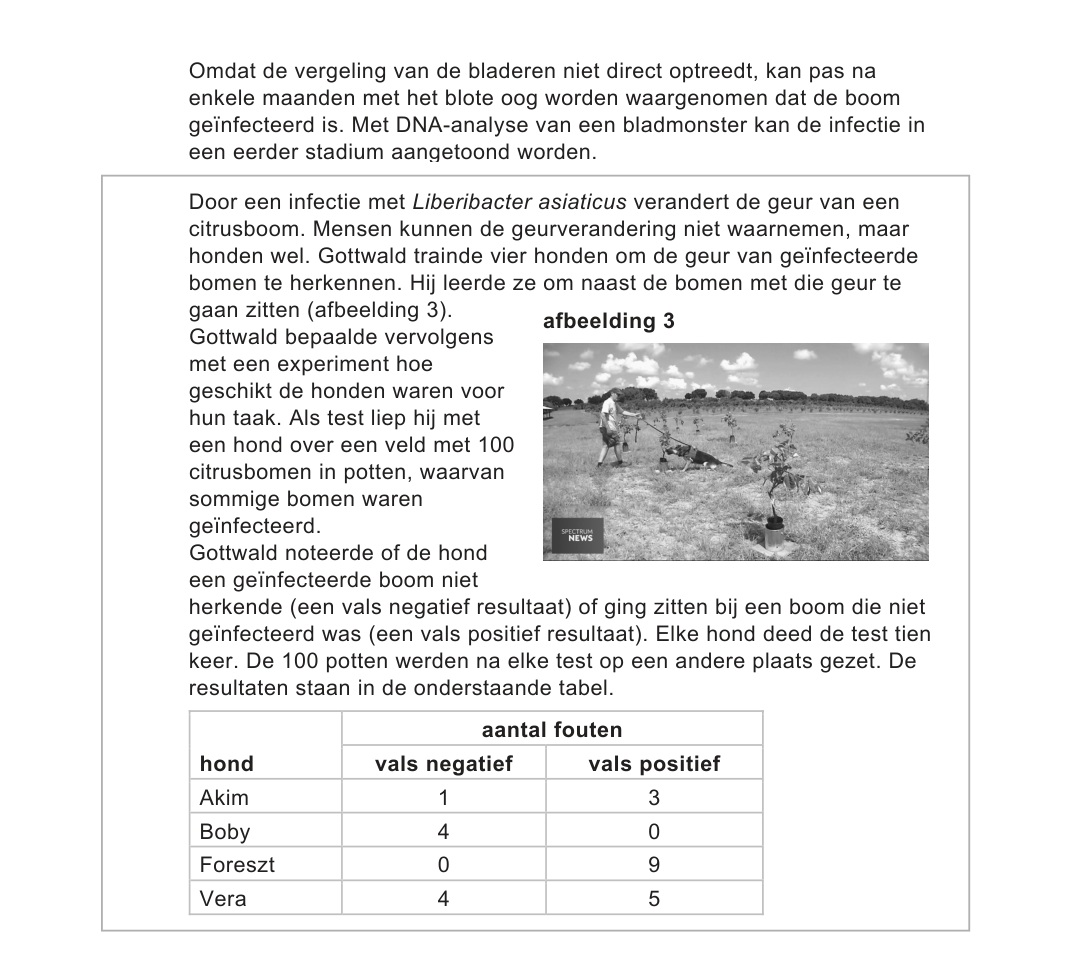 Omdat de vergeling van de bladeren niet direct optreedt, kan pas na
enkele maanden met het blote oog worden waargenomen dat de boom
geïnfecteerd is. Met DNA-analyse van een bladmonster kan de infectie in
een eerder stadium aangetoond worden.
Door een infectie met Liberibacter asiaticus verandert de geur van een
citrusboom. Mensen kunnen de geurverandering niet waarnemen, maar
honden wel. Gottwald trainde vier honden om de geur van geïnfecteerde
bomen te herkennen. Hij leerde ze om naast de bomen met die geur te
gaan zitten (afbeelding 3).
Gottwald bepaalde vervolgens
met een experiment hoe
geschikt de honden waren voor
hun taak. Als test liep hij met
een hond over een veld met 100
citrusbomen in potten, waarvan
sommige bomen waren
geïnfecteerd.
Gottwald noteerde of de hond
een geïnfecteerde boom niet
afbeelding 3
SPECTRUM
NEWS
herkende (een vals negatief resultaat) of ging zitten bij een boom die niet
geïnfecteerd was (een vals positief resultaat). Elke hond deed de test tien
keer. De 100 potten werden na elke test op een andere plaats gezet. De
resultaten staan in de onderstaande tabel.
aantal fouten
hond vals negatief vals positief
Akim 1 3
Boby 4 0
Foreszt 0 9
Vera 4 5